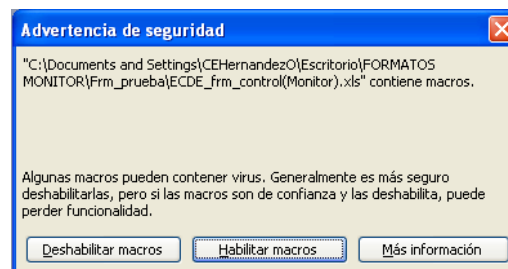 Advertencia de seguridad
"C:\Documents and Settings\CEHernandezO\Escritorio\FORMATOS
MONITOR\Frm_prueba\ECDE_frm_control(Monitor).xls" contiene macros.
Algunas macros pueden contener virus. Generalmente es más seguro
deshabilitarlas, pero si las macros son de confianza y las deshabilita, puede
perder funcionalidad.
Deshabilitar macros Habilitar macros Más información